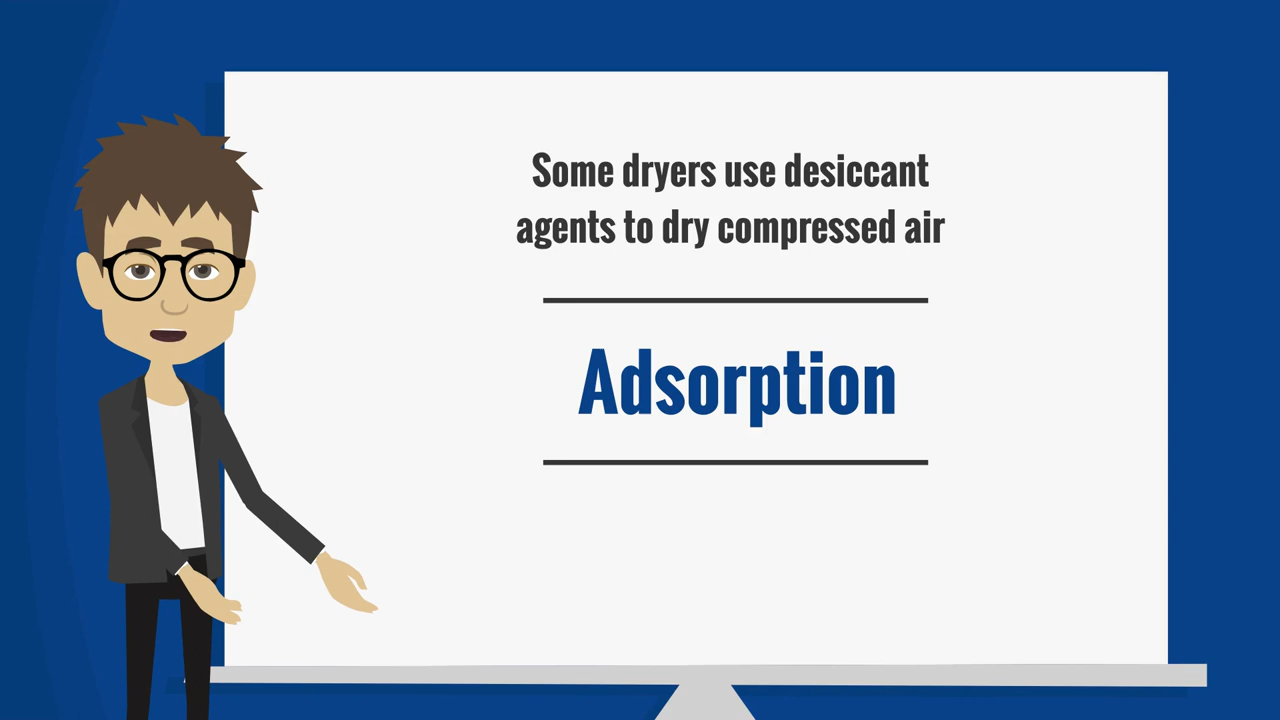 Some dryers use desiccant
agents to dry compressed air
Adsorption